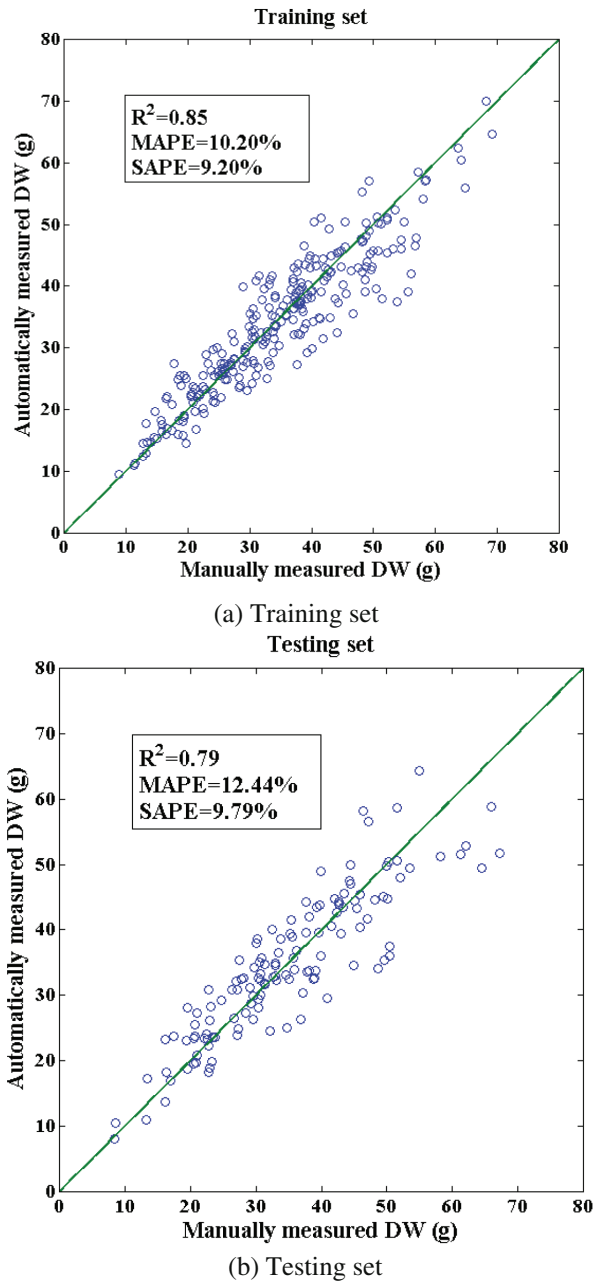 Training set
80
70
60
50
40
30
20
10
0
Automatically measured DW (g)
R²=0.85
MAPE=10.20%
SAPE=9.20%
0 10 20 30 40 50 60 70 80
Manually measured DW (g)
(a) Training set
Testing set
80
70
60
50
40
30
20
10
0
Automatically measured DW (g)
R²=0.79
MAPE=12.44%
SAPE=9.79%
0 10 20 30 40 50 60 70 80
Manually measured DW (g)
(b) Testing set